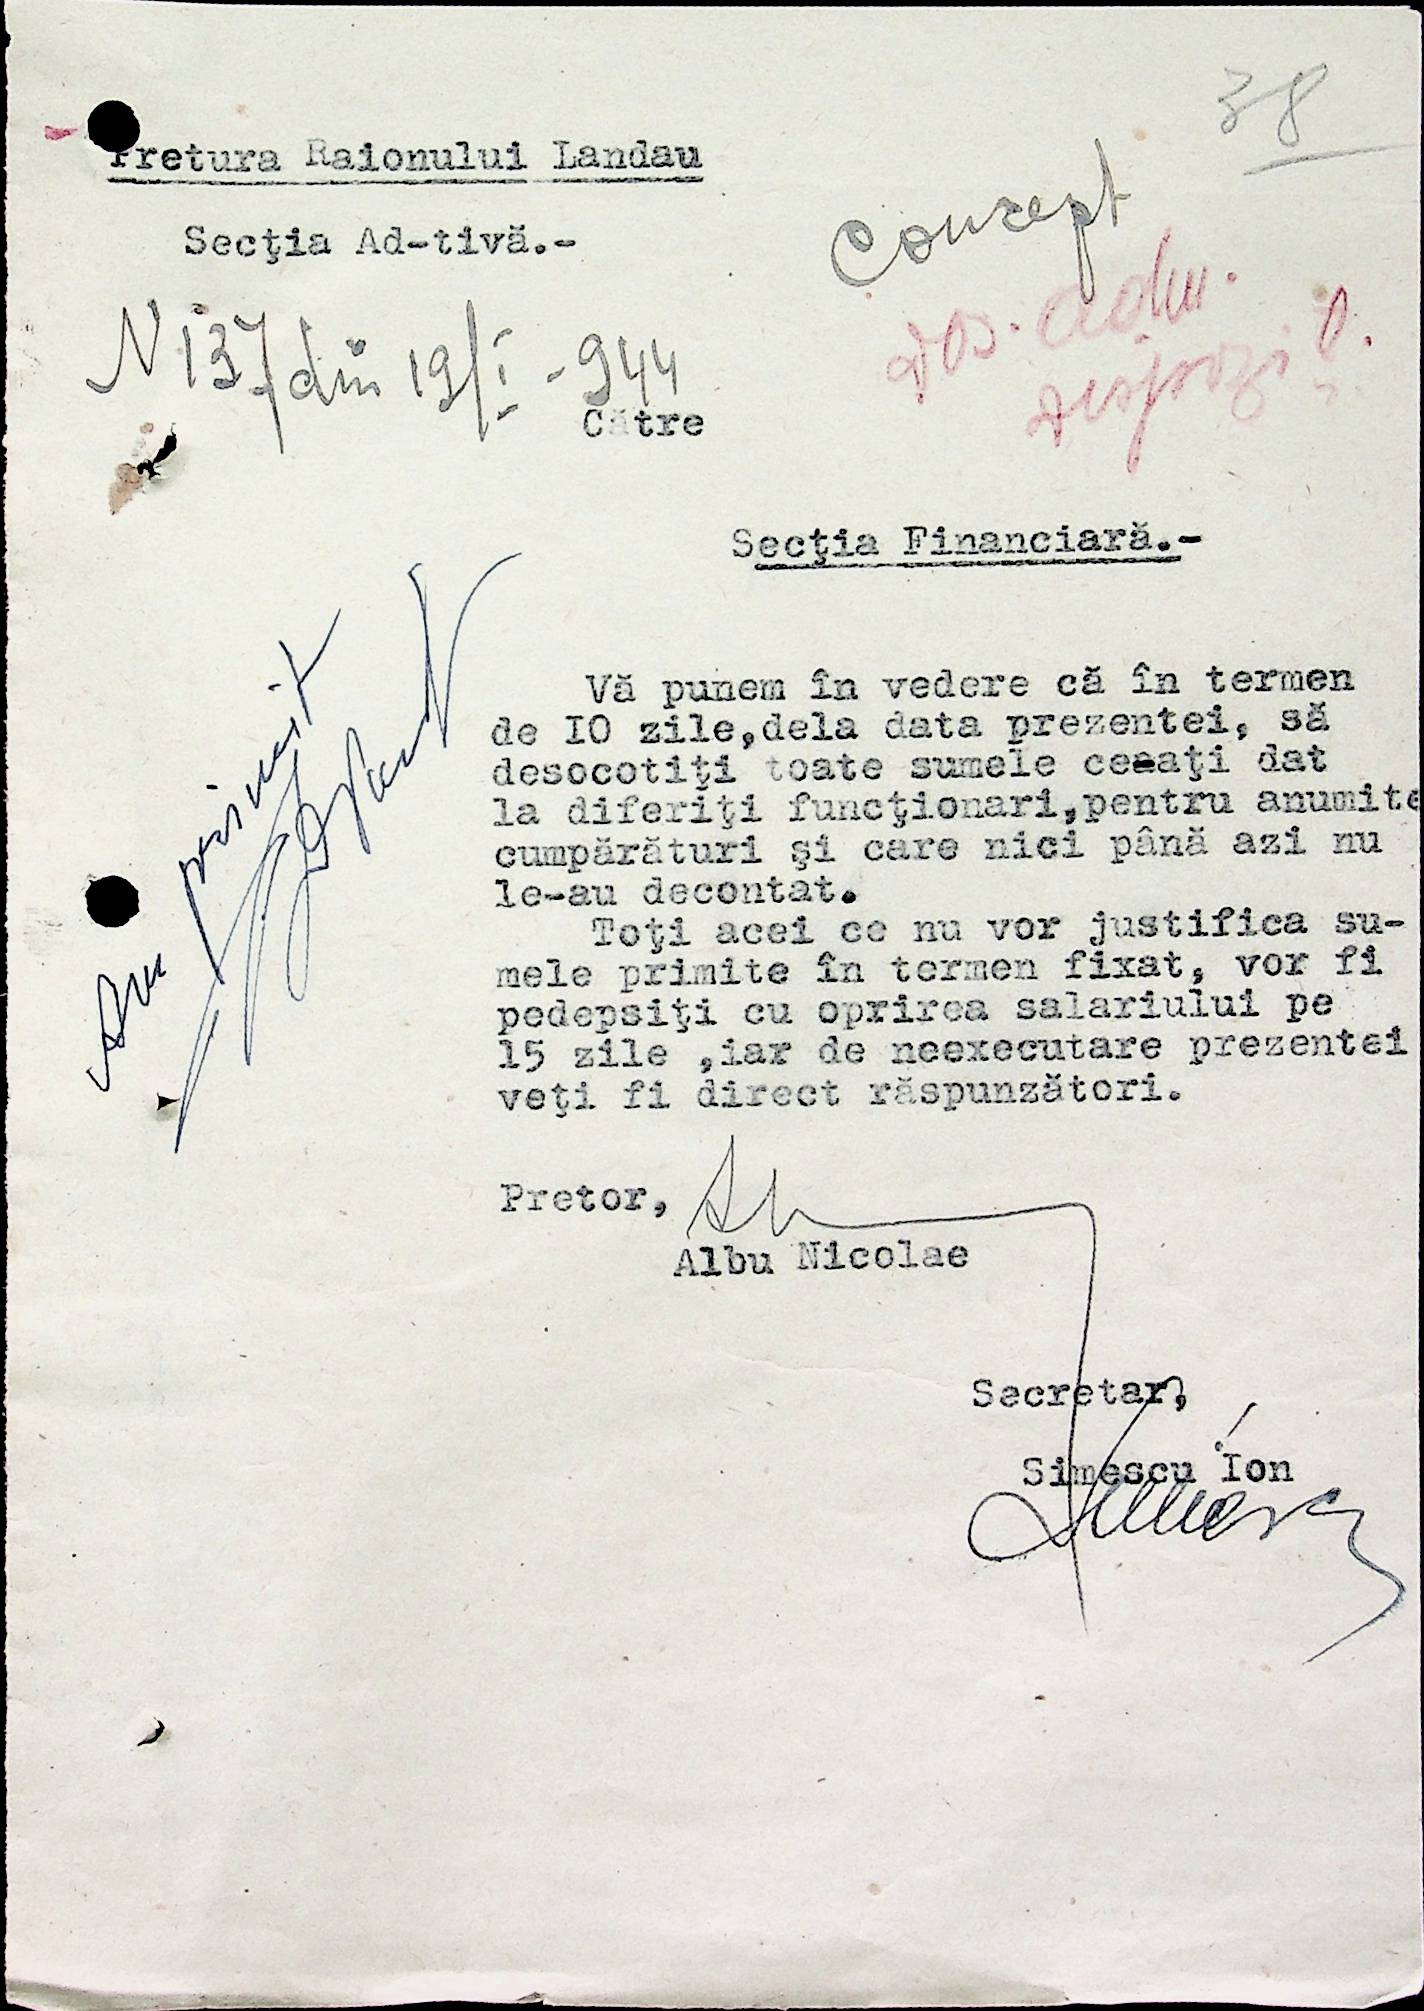 38
Pretura Raionului Landau
Concept
Secţia Ad-tivă.-
Dos. adm.
N 137 din 19/I - 944
Către
Secţia Financiară.-
Am primit
Vă punem în vedere că în termen
de IO zile,dela data prezentei, să
desocotiţi toate sumele ceeaţi dat
la diferiţi funcţionari,pentru anumite
cumpărături şi care nici până azi nu
le-au decontat.
Toţi acei ce nu vor justifica su-
mele primite în termen fixat, vor fi
pedepsiţi cu oprirea salariului pe
15 zile ,iar de neexecutare prezentei
veţi fi direct răspunzători.
Pretor,
Albu Nicolae
Secretar,
Simescu Ion